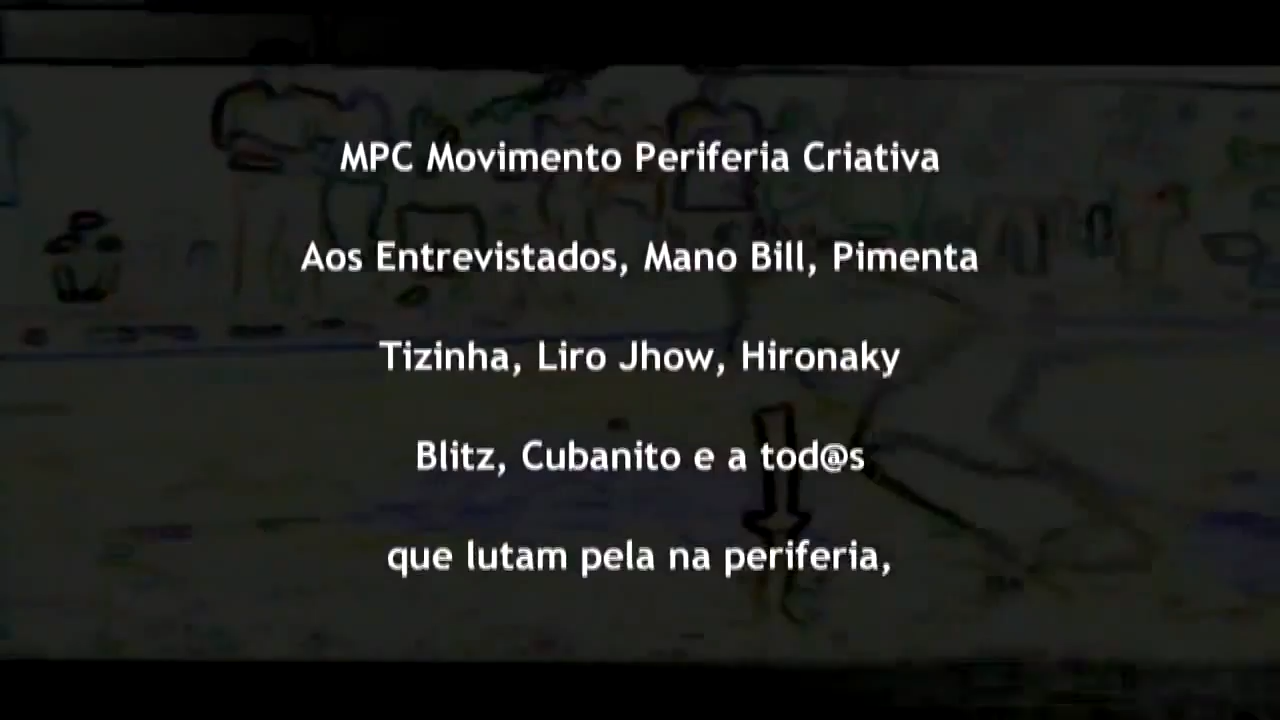 MPC Movimento Periferia Criativa
Aos Entrevistados, Mano Bill, Pimenta
Tizinha, Liro Jhow, Hironaky
Blitz, Cubanito e a tod@s
que lutam pela na periferia,